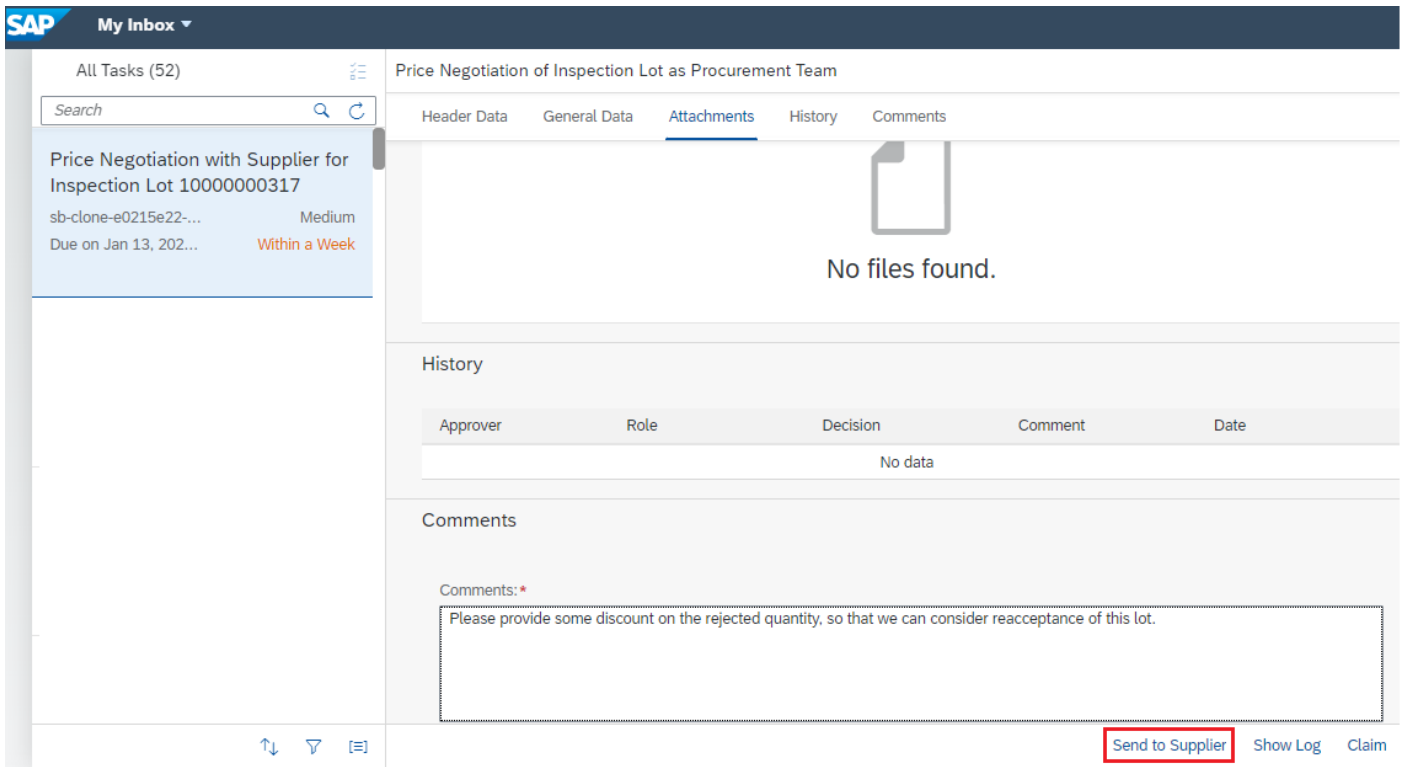 SAP My Inbox
All Tasks (52)
Search
Price Negotiation with Supplier for
Inspection Lot 10000000317
sb-clone-e0215e22-... Medium
Due on Jan 13, 202... Within a Week
Price Negotiation of Inspection Lot as Procurement Team
Header Data General Data Attachments History Comments
No files found.
History
Approver Role Decision Comment Date
No data
Comments
Comments:*
Please provide some discount on the rejected quantity, so that we can consider reacceptance of this lot.
Send to Supplier Show Log Claim